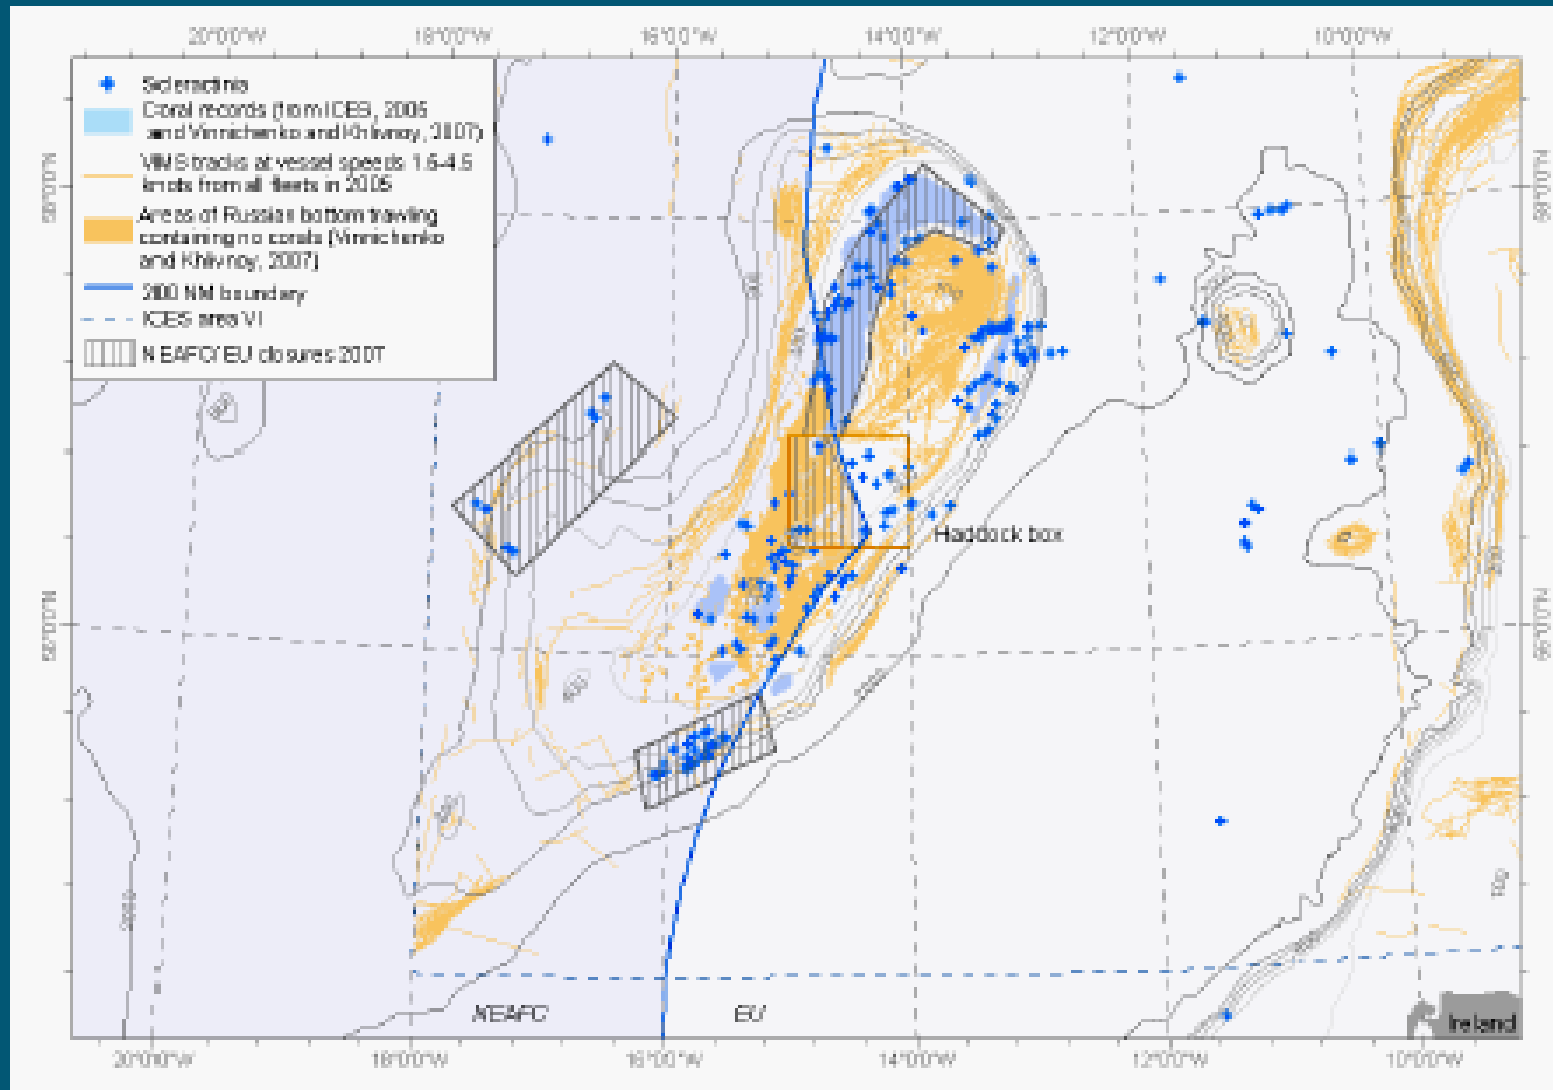 20°0'0"W 18°0'0"W 16°0'0"W 14°0'0"W 12°0'0"W 10°0'0"W
Scleractinia
Coral records (from ICES, 2005
and Vinnichenko and Khlivnoy, 2007)
VMS tracks at vessel speeds 1.5-4.5
knots from all fleets in 2005
Areas of Russian bottom trawling
containing no corals (Vinnichenko
and Khlivnoy, 2007)
200 NM boundary
ICES area VI
NEAFC/ EU closures 2007
Haddock box
NEAFC EU
Ireland
20°0'0"W 18°0'0"W 16°0'0"W 14°0'0"W 12°0'0"W 10°0'0"W